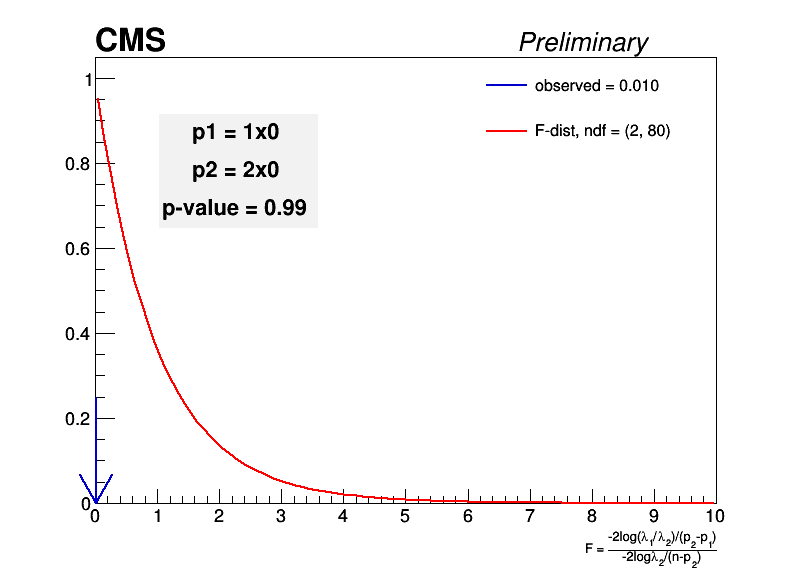 CMS
Preliminary
observed = 0.010
F-dist, ndf = (2, 80)
p1 = 1x0
p2 = 2x0
p-value = 0.99
1
0.8
0.6
0.4
0.2
0
0 1 2 3 4 5 6 7 8 9 10
F = -2log(λ₁/λ₂)/(p₂-p₁)
-2logλ₂/(n-p₂)